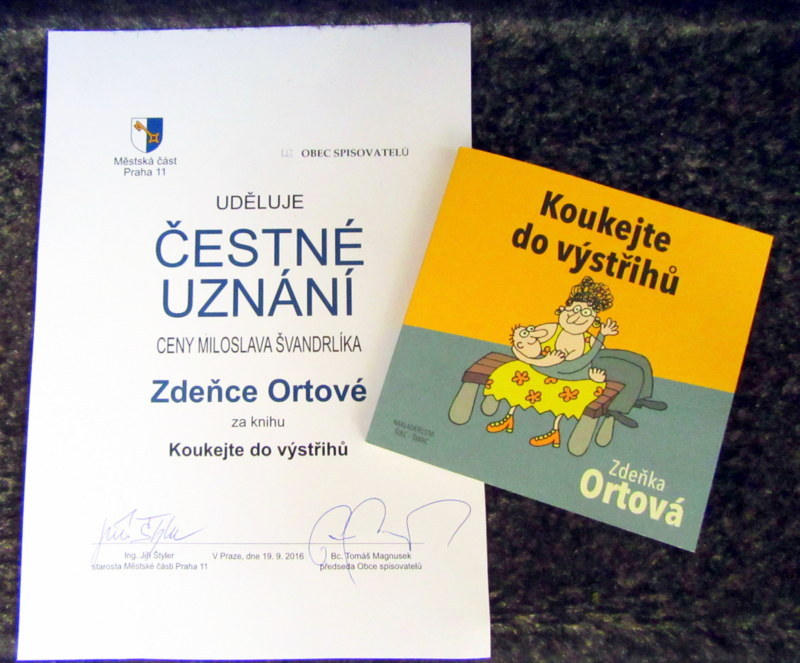 Městská část
Praha 11
OBEC SPISOVATELŮ
UDĚLUJE
ČESTNÉ
UZNÁNÍ
CENY MILOSLAVA ŠVANDRLÍKA
Zdeňce Ortové
za knihu
Koukejte do výstřihů
Ing. Jiří Štyler
starosta Městské části Praha 11
V Praze, dne 19. 9. 2016
Bc. Tomáš Magnusek
předseda Obce spisovatelů
Koukejte
do výstřihů
NAKLADATELSTVÍ
Zdeňka
Ortová